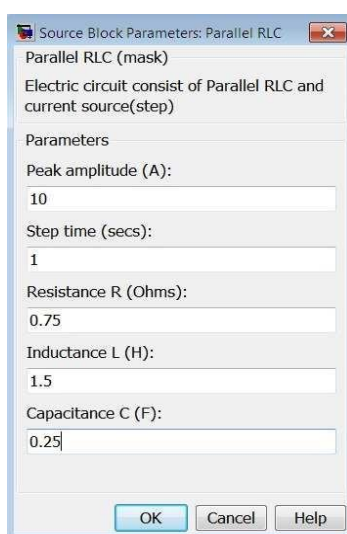 Source Block Parameters: Parallel RLC
Parallel RLC (mask)
Electric circuit consist of Parallel RLC and
current source(step)
Parameters
Peak amplitude (A):
10
Step time (secs):
1
Resistance R (Ohms):
0.75
Inductance L (H):
1.5
Capacitance C (F):
0.25
OK Cancel Help